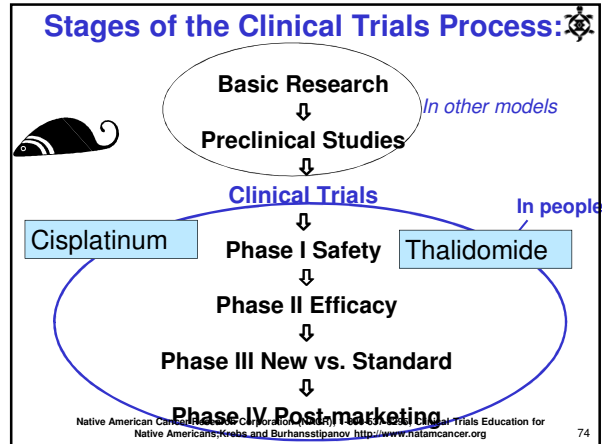 Stages of the Clinical Trials Process:
Basic Research
⇩
In other models
Preclinical Studies
⇩
Clinical Trials
⇩
In people
Cisplatinum
Phase I Safety
Thalidomide
⇩
Phase II Efficacy
⇩
Phase III New vs. Standard
⇩
Phase IV Post-marketing
Native American Cancer Research Corporation (NACR), Clinical Trials Education for
Native Americans;Krebs and Burhansstipanov http://www.natamcancer.org
74